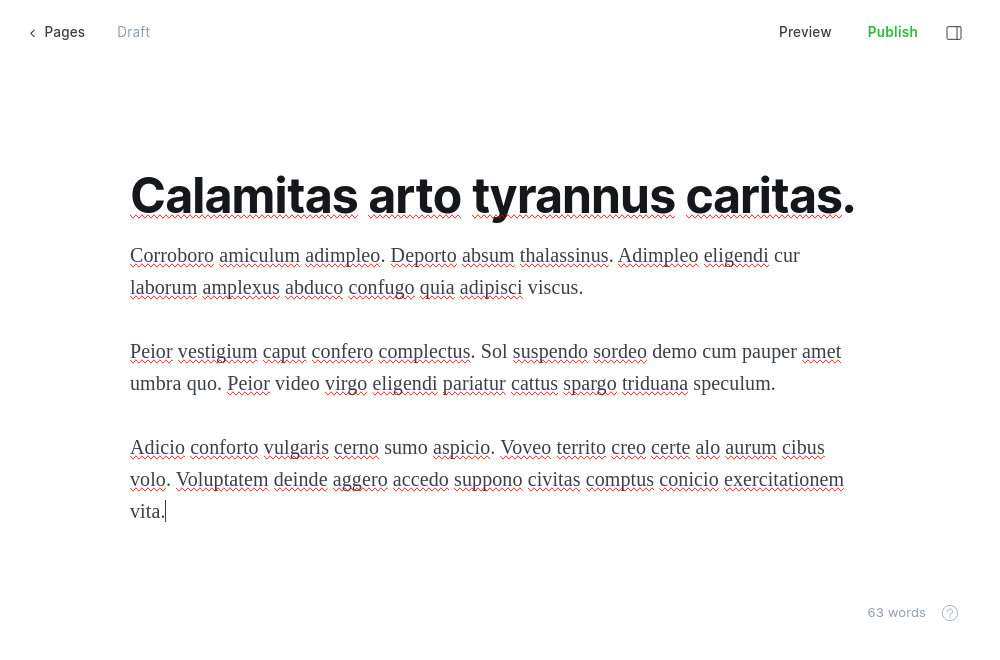 Pages Draft Preview Publish
Calamitas arto tyrannus caritas.
Corroboro amiculum adimpleo. Deporto absum thalassinus. Adimpleo eligendi cur
laborum amplexus abduco confugo quia adipisci viscus.
Peior vestigium caput confero complectus. Sol suspendo sordeo demo cum pauper amet
umbra quo. Peior video virgo eligendi pariatur cattus spargo triduana speculum.
Adicio conforto vulgaris cerno sumo aspicio. Voveo territo creo certe alo aurum cibus
volo. Voluptatem deinde aggero accedo suppono civitas comptus conicio exercitationem
vita.
63 words ?